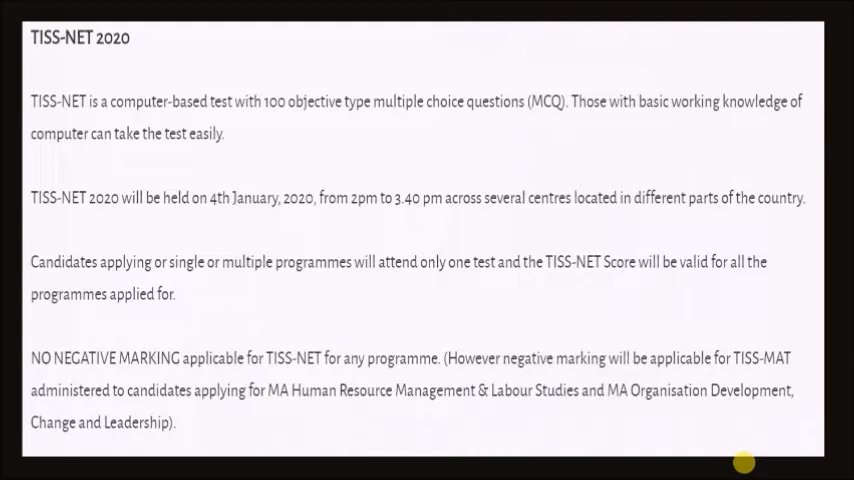 TISS-NET 2020
TISS-NET is a computer-based test with 100 objective type multiple choice questions (MCQ). Those with basic working knowledge of
computer can take the test easily.
TISS-NET 2020 will be held on 4th January, 2020, from 2pm to 3.40 pm across several centres located in different parts of the country.
Candidates applying or single or multiple programmes will attend only one test and the TISS-NET Score will be valid for all the
programmes applied for.
NO NEGATIVE MARKING applicable for TISS-NET for any programme. (However negative marking will be applicable for TISS-MAT
administered to candidates applying for MA Human Resource Management & Labour Studies and MA Organisation Development,
Change and Leadership).